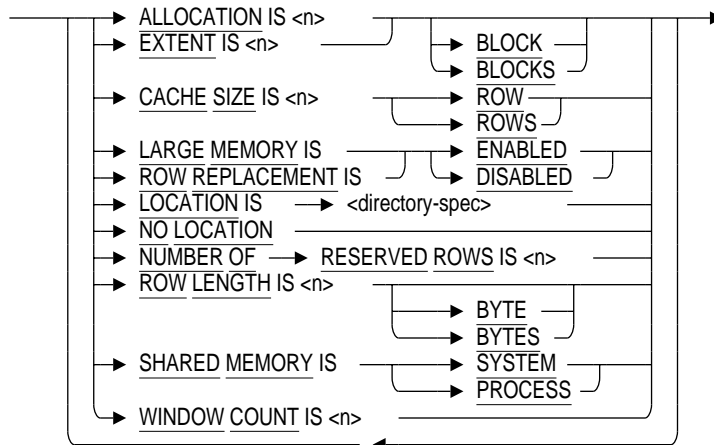 ALLOCATION IS <n>
EXTENT IS <n> BLOCK
BLOCKS
CACHE SIZE IS <n> ROW
ROWS
LARGE MEMORY IS ENABLED
ROW REPLACEMENT IS DISABLED
LOCATION IS <directory-spec>
NO LOCATION
NUMBER OF RESERVED ROWS IS <n>
ROW LENGTH IS <n>
BYTE
BYTES
SHARED MEMORY IS SYSTEM
PROCESS
WINDOW COUNT IS <n>